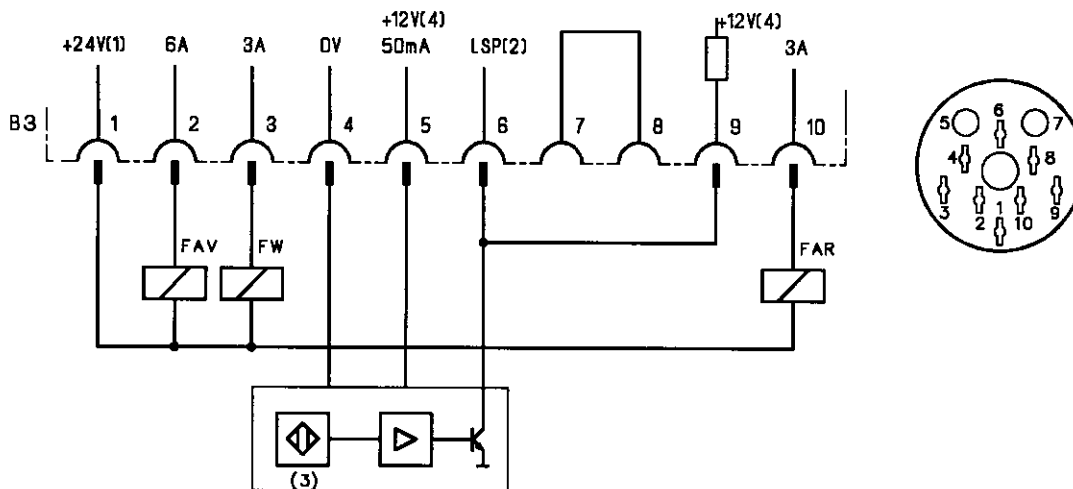 +24V(1) 6A 3A 0V +12V(4) 50mA LSP(2) +12V(4) 3A
B3 1 2 3 4 5 6 7 8 9 10
FAV FW FAR
(3)
6
5 7
4 8
3 2 1 10 9